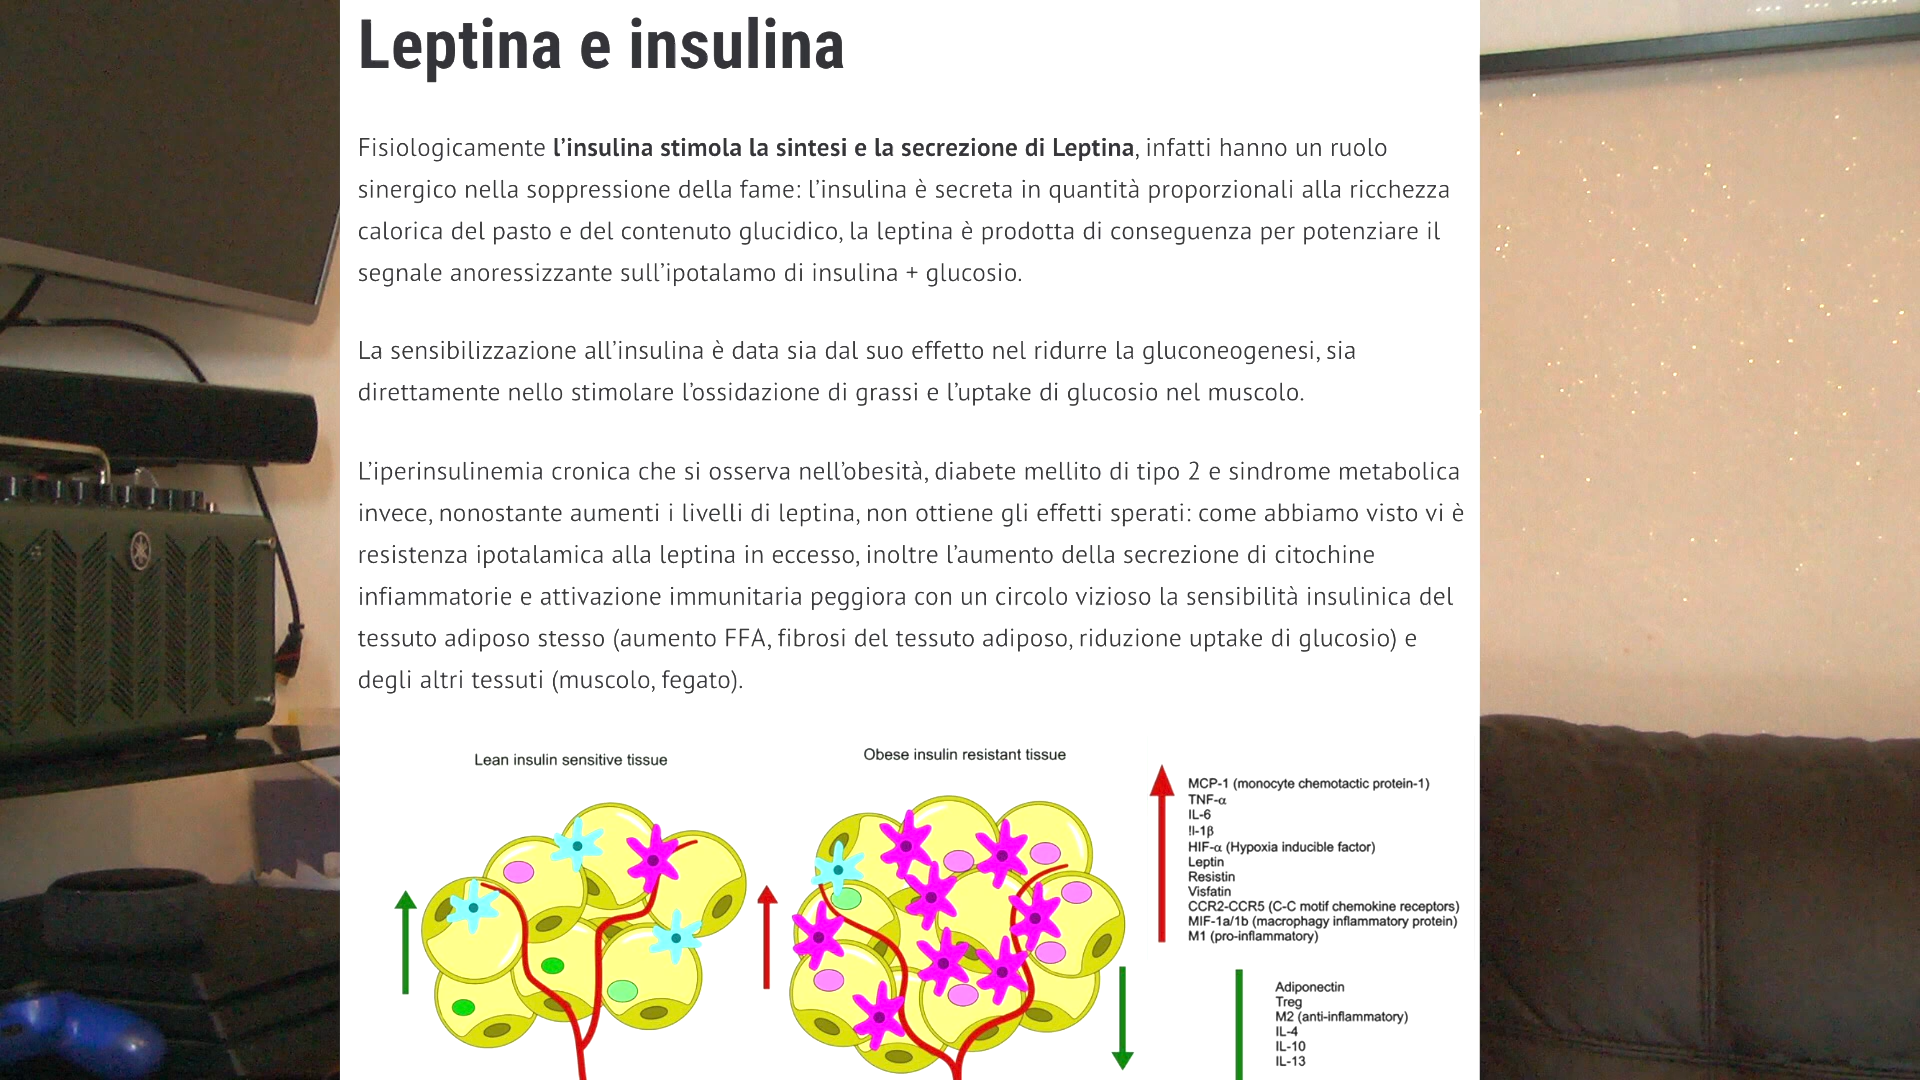 Leptina e insulina
Fisiologicamente l’insulina stimola la sintesi e la secrezione di Leptina, infatti hanno un ruolo
sinergico nella soppressione della fame: l’insulina è secreta in quantità proporzionali alla ricchezza
calorica del pasto e del contenuto glucidico, la leptina è prodotta di conseguenza per potenziare il
segnale anoressizzante sull’ipotalamo di insulina + glucosio.
La sensibilizzazione all’insulina è data sia dal suo effetto nel ridurre la gluconeogenesi, sia
direttamente nello stimolare l’ossidazione di grassi e l’uptake di glucosio nel muscolo.
L’iperinsulinemia cronica che si osserva nell’obesità, diabete mellito di tipo 2 e sindrome metabolica
invece, nonostante aumenti i livelli di leptina, non ottiene gli effetti sperati: come abbiamo visto vi è
resistenza ipotalamica alla leptina in eccesso, inoltre l’aumento della secrezione di citochine
infiammatorie e attivazione immunitaria peggiora con un circolo vizioso la sensibilità insulinica del
tessuto adiposo stesso (aumento FFA, fibrosi del tessuto adiposo, riduzione uptake di glucosio) e
degli altri tessuti (muscolo, fegato).
Lean insulin sensitive tissue
Obese insulin resistant tissue
MCP-1 (monocyte chemotactic protein-1)
TNF-α
IL-6
Il-1β
HIF-α (Hypoxia inducible factor)
Leptin
Resistin
Visfatin
CCR2-CCR5 (C-C motif chemokine receptors)
MIF-1a/1b (macrophagy inflammatory protein)
M1 (pro-inflammatory)
Adiponectin
Treg
M2 (anti-inflammatory)
IL-4
IL-10
IL-13